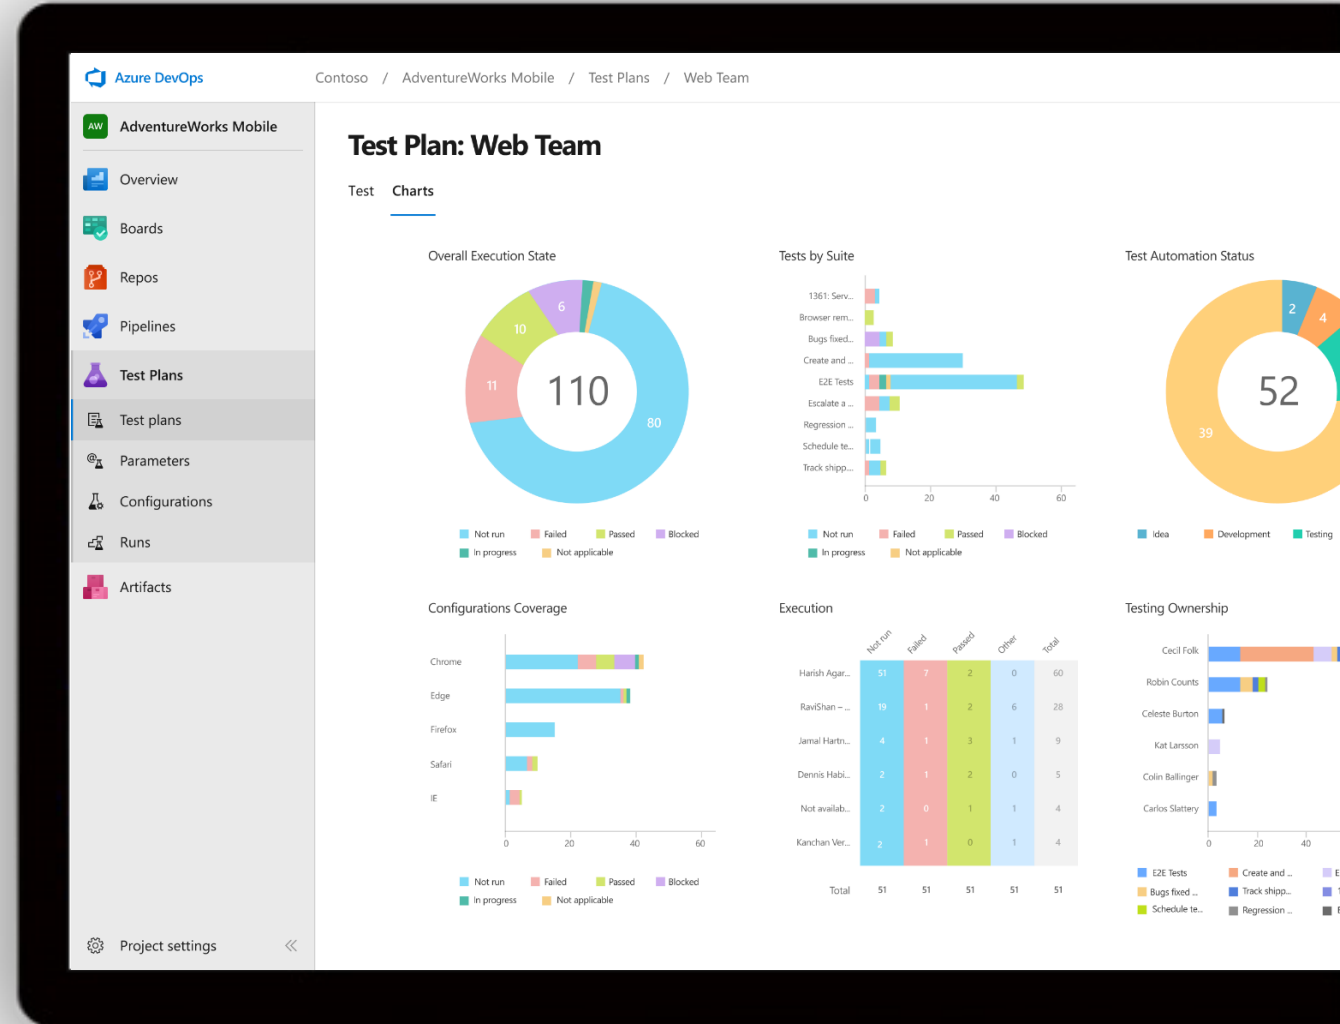 Azure DevOps
Contoso / AdventureWorks Mobile / Test Plans / Web Team
AW AdventureWorks Mobile
Overview
Boards
Repos
Pipelines
Test Plans
Test plans
Parameters
Configurations
Runs
Artifacts
Project settings
Test Plan: Web Team
Test Charts
Overall Execution State
6
10
11
110
80
Not run Failed Passed Blocked
In progress Not applicable
Tests by Suite
1361: Serv...
Browser rem...
Bugs fixed...
Create and ...
E2E Tests
Escalate a ...
Regression ...
Schedule te...
Track shipp...
0 20 40 60
Not run Failed Passed Blocked
In progress Not applicable
Test Automation Status
2
4
52
39
Idea Development Testing
Configurations Coverage
Chrome
Edge
Firefox
Safari
IE
0 20 40 60
Not run Failed Passed Blocked
In progress Not applicable
Execution
Not run Failed Passed Other Total
Harish Agar... 51 7 2 0 60
RaviShan – ... 19 1 2 6 28
Jamal Hartn... 4 1 3 1 9
Dennis Habi... 2 1 2 0 5
Not availab... 2 0 1 1 4
Kanchan Ver... 2 1 0 1 4
Total 51 51 51 51 51
Testing Ownership
Cecil Folk
Robin Counts
Celeste Burton
Kat Larsson
Colin Ballinger
Carlos Slattery
0 20 40
E2E Tests Create and ...
Bugs fixed ... Track shipp...
Schedule te... Regression ...